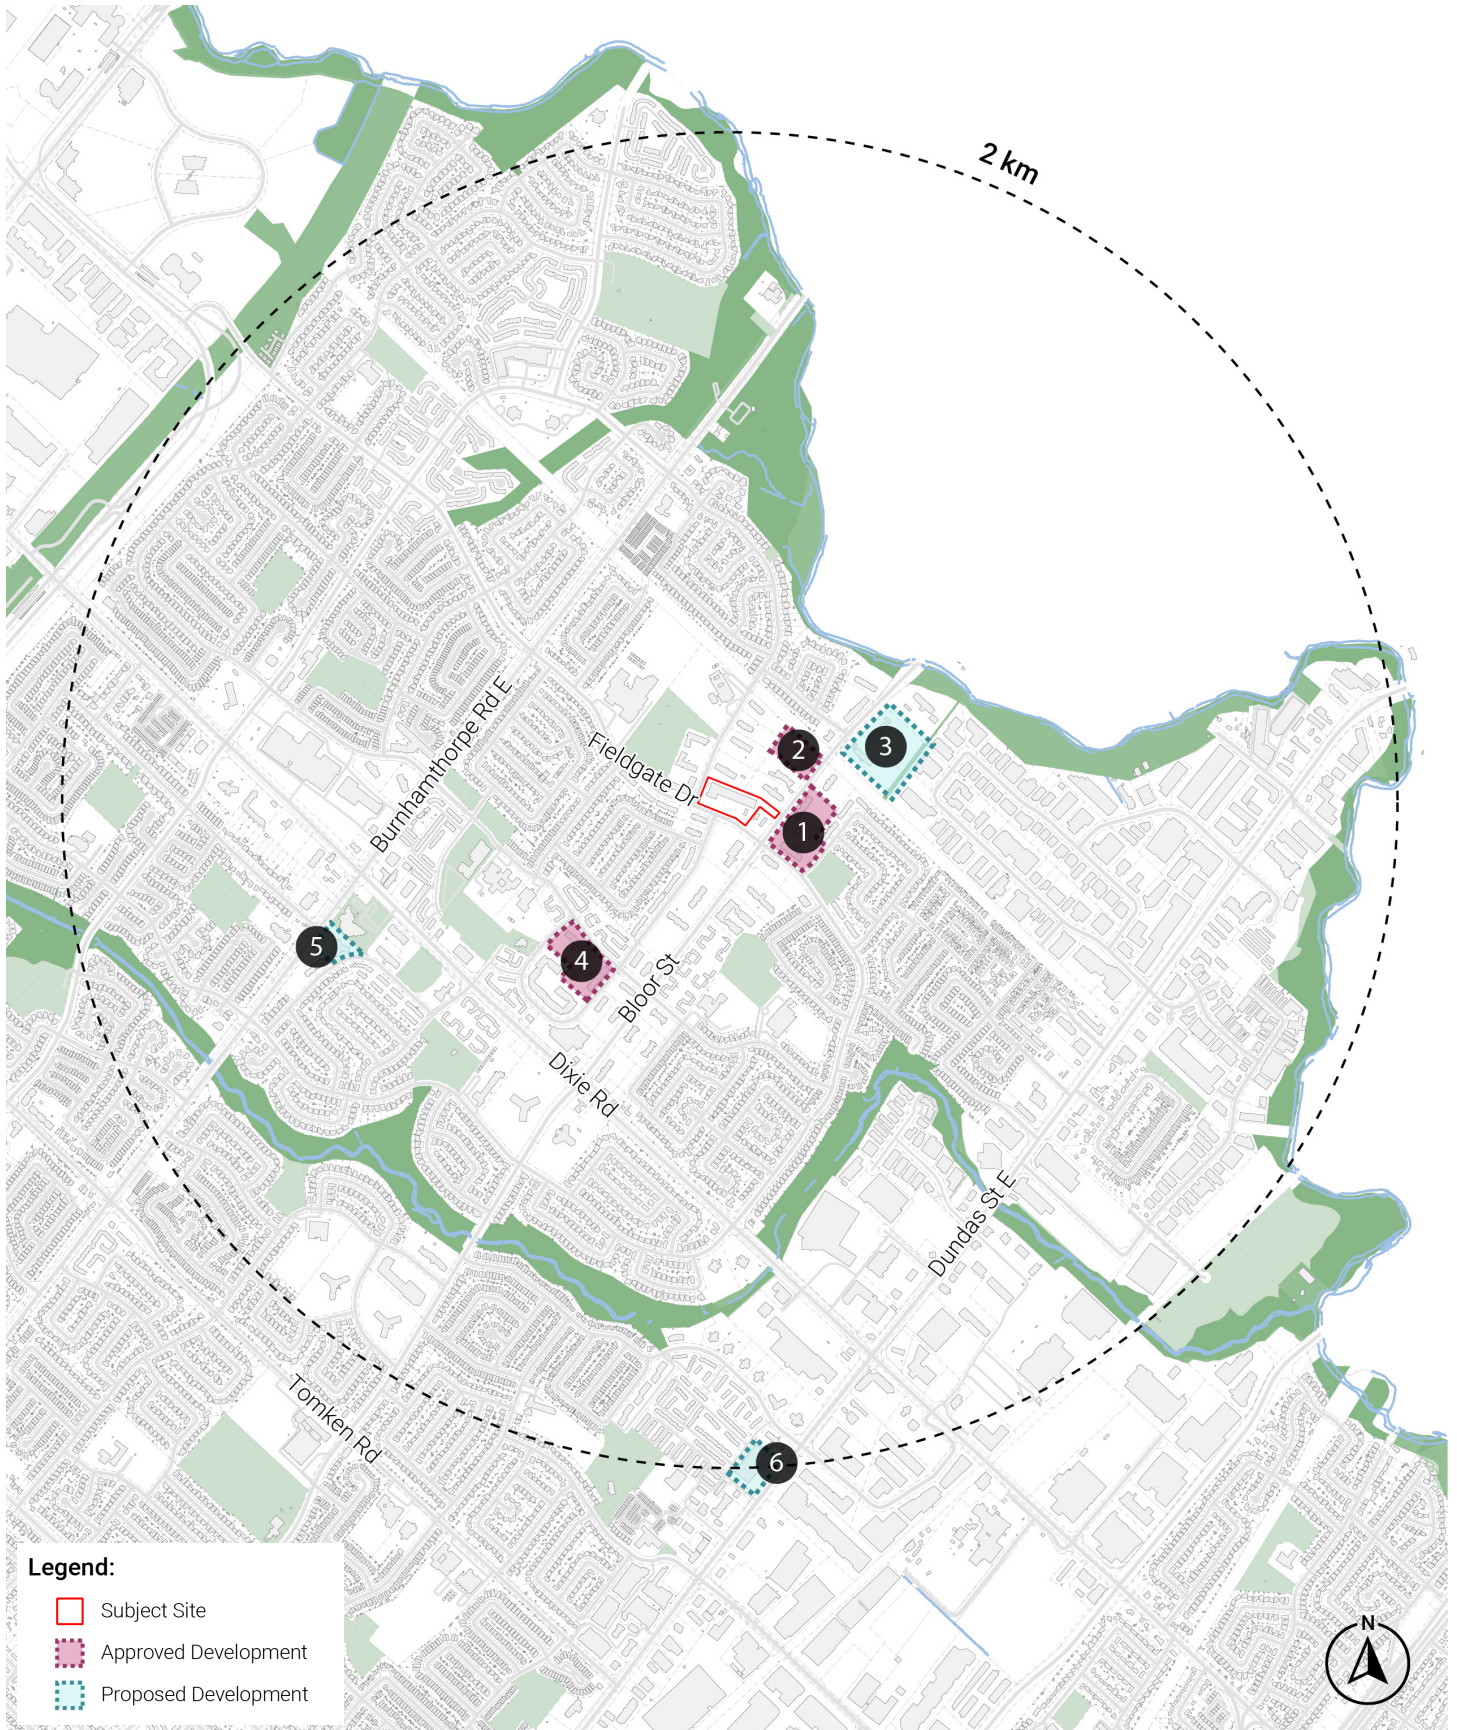 2 km
Burnhamthorpe Rd E
Fieldgate Dr
2
3
1
5
4
Bloor St
Dixie Rd
Dundas St E
Tomken Rd
6
Legend:
Subject Site
Approved Development
Proposed Development
N